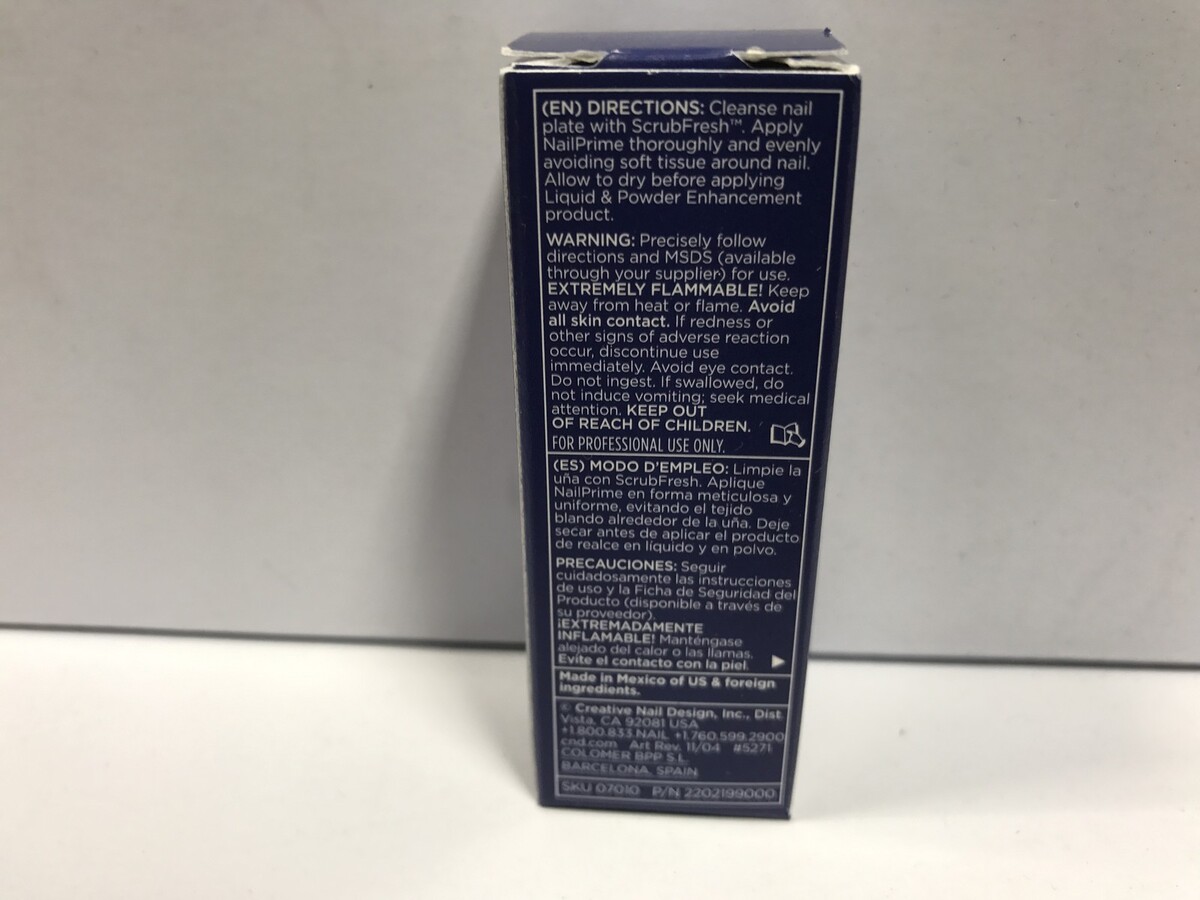 (EN) DIRECTIONS: Cleanse nail
plate with ScrubFresh™. Apply
NailPrime thoroughly and evenly
avoiding soft tissue around nail.
Allow to dry before applying
Liquid & Powder Enhancement
product.
WARNING: Precisely follow
directions and MSDS (available
through your supplier) for use.
EXTREMELY FLAMMABLE! Keep
away from heat or flame. Avoid
all skin contact. If redness or
other signs of adverse reaction
occur, discontinue use
immediately. Avoid eye contact.
Do not ingest. If swallowed, do
not induce vomiting; seek medical
attention. KEEP OUT
OF REACH OF CHILDREN.
FOR PROFESSIONAL USE ONLY.
(ES) MODO D'EMPLEO: Limpie la
uña con ScrubFresh. Aplique
NailPrime en forma meticulosa y
uniforme, evitando el tejido
blando alrededor de la uña. Deje
secar antes de aplicar el producto
de realce en líquido y en polvo.
PRECAUCIONES: Seguir
cuidadosamente las instrucciones
de uso y la Ficha de Seguridad del
Producto (disponible a través de
su proveedor).
¡EXTREMADAMENTE
INFLAMABLE! Manténgase
alejado del calor o las llamas.
Evite el contacto con la piel.
Made in Mexico of US & foreign
ingredients.
© Creative Nail Design, Inc., Dist.
Vista, CA 92081 USA
+1.800.833.NAIL +1.760.599.2900
cnd.com Art Rev. 11/04 #5271
COLOMER BPP S.L.
BARCELONA, SPAIN
SKU 07010 P/N 2202199000